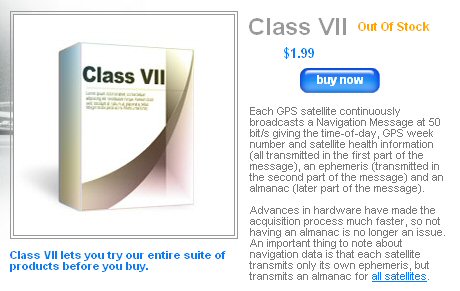 Class VII Out Of Stock
$1.99
buy now
Class VII
Each GPS satellite continuously
broadcasts a Navigation Message at 50
bit/s giving the time-of-day, GPS week
number and satellite health information
(all transmitted in the first part of the
message), an ephemeris (transmitted in
the second part of the message) and an
almanac (later part of the message).
Advances in hardware have made the
acquisition process much faster, so not
having an almanac is no longer an issue.
An important thing to note about
navigation data is that each satellite
transmits only its own ephemeris, but
transmits an almanac for all satellites.
Class VII lets you try our entire suite of
products before you buy.